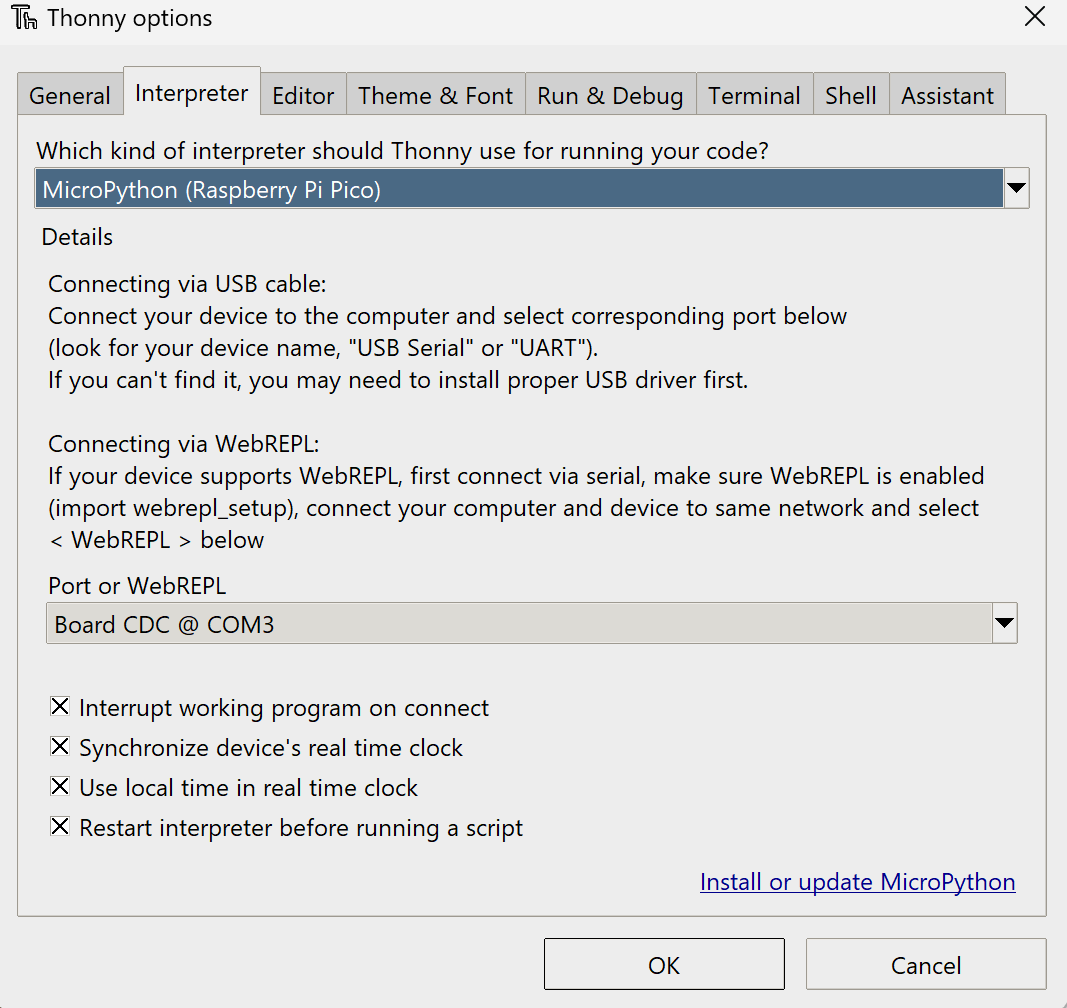 Thonny options
General Interpreter Editor Theme & Font Run & Debug Terminal Shell Assistant
Which kind of interpreter should Thonny use for running your code?
MicroPython (Raspberry Pi Pico)
Details
Connecting via USB cable:
Connect your device to the computer and select corresponding port below
(look for your device name, "USB Serial" or "UART").
If you can't find it, you may need to install proper USB driver first.
Connecting via WebREPL:
If your device supports WebREPL, first connect via serial, make sure WebREPL is enabled
(import webrepl_setup), connect your computer and device to same network and select
< WebREPL > below
Port or WebREPL
Board CDC @ COM3
Interrupt working program on connect
Synchronize device's real time clock
Use local time in real time clock
Restart interpreter before running a script
Install or update MicroPython
OK Cancel